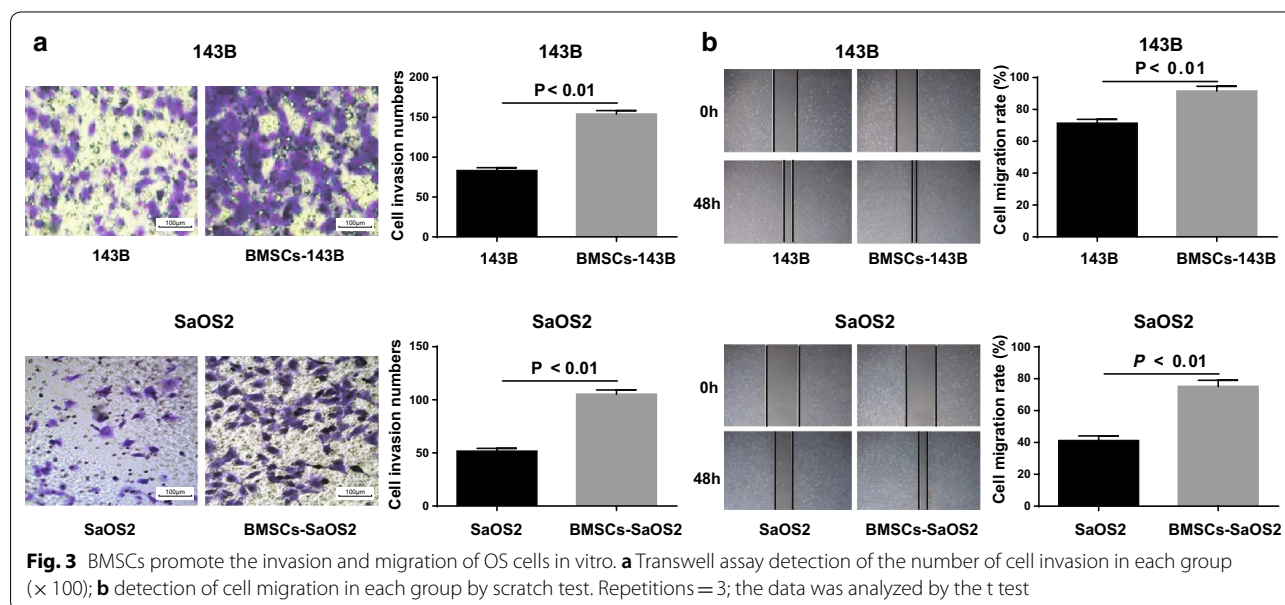 a
143B
100μm
100μm
143B
BMSCs-143B
143B
Cell invasion numbers
200
150
100
50
0
P < 0.01
143B
BMSCs-143B
b
143B
0h
48h
143B
BMSCs-143B
143B
Cell migration rate (%)
100
80
60
40
20
0
P < 0.01
143B
BMSCs-143B
SaOS2
100μm
100μm
SaOS2
BMSCs-SaOS2
SaOS2
Cell invasion numbers
150
100
50
0
P < 0.01
SaOS2
BMSCs-SaOS2
SaOS2
0h
48h
SaOS2
BMSCs-SaOS2
SaOS2
Cell migration rate (%)
100
80
60
40
20
0
P < 0.01
SaOS2
BMSCs-SaOS2
Fig. 3 BMSCs promote the invasion and migration of OS cells in vitro. a Transwell assay detection of the number of cell invasion in each group
(× 100); b detection of cell migration in each group by scratch test. Repetitions = 3; the data was analyzed by the t test